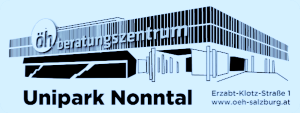 öh beratungszentrum
Unipark Nonntal
Erzabt-Klotz-Straße 1
www.oeh-salzburg.at